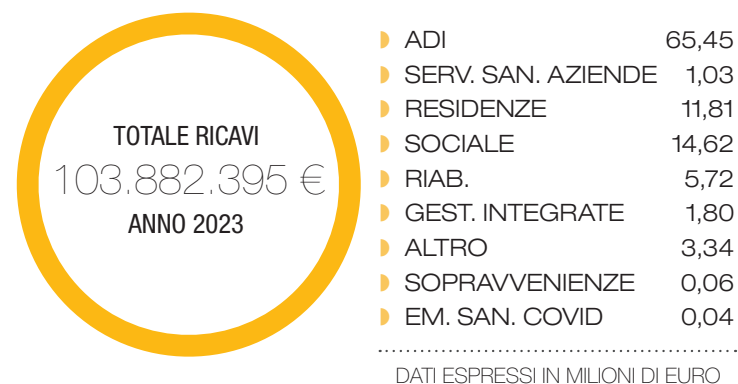 TOTALE RICAVI
103.882.395 €
ANNO 2023
ADI 65,45
SERV. SAN. AZIENDE 1,03
RESIDENZE 11,81
SOCIALE 14,62
RIAB. 5,72
GEST. INTEGRATE 1,80
ALTRO 3,34
SOPRAVVENIENZE 0,06
EM. SAN. COVID 0,04
DATI ESPRESSI IN MILIONI DI EURO